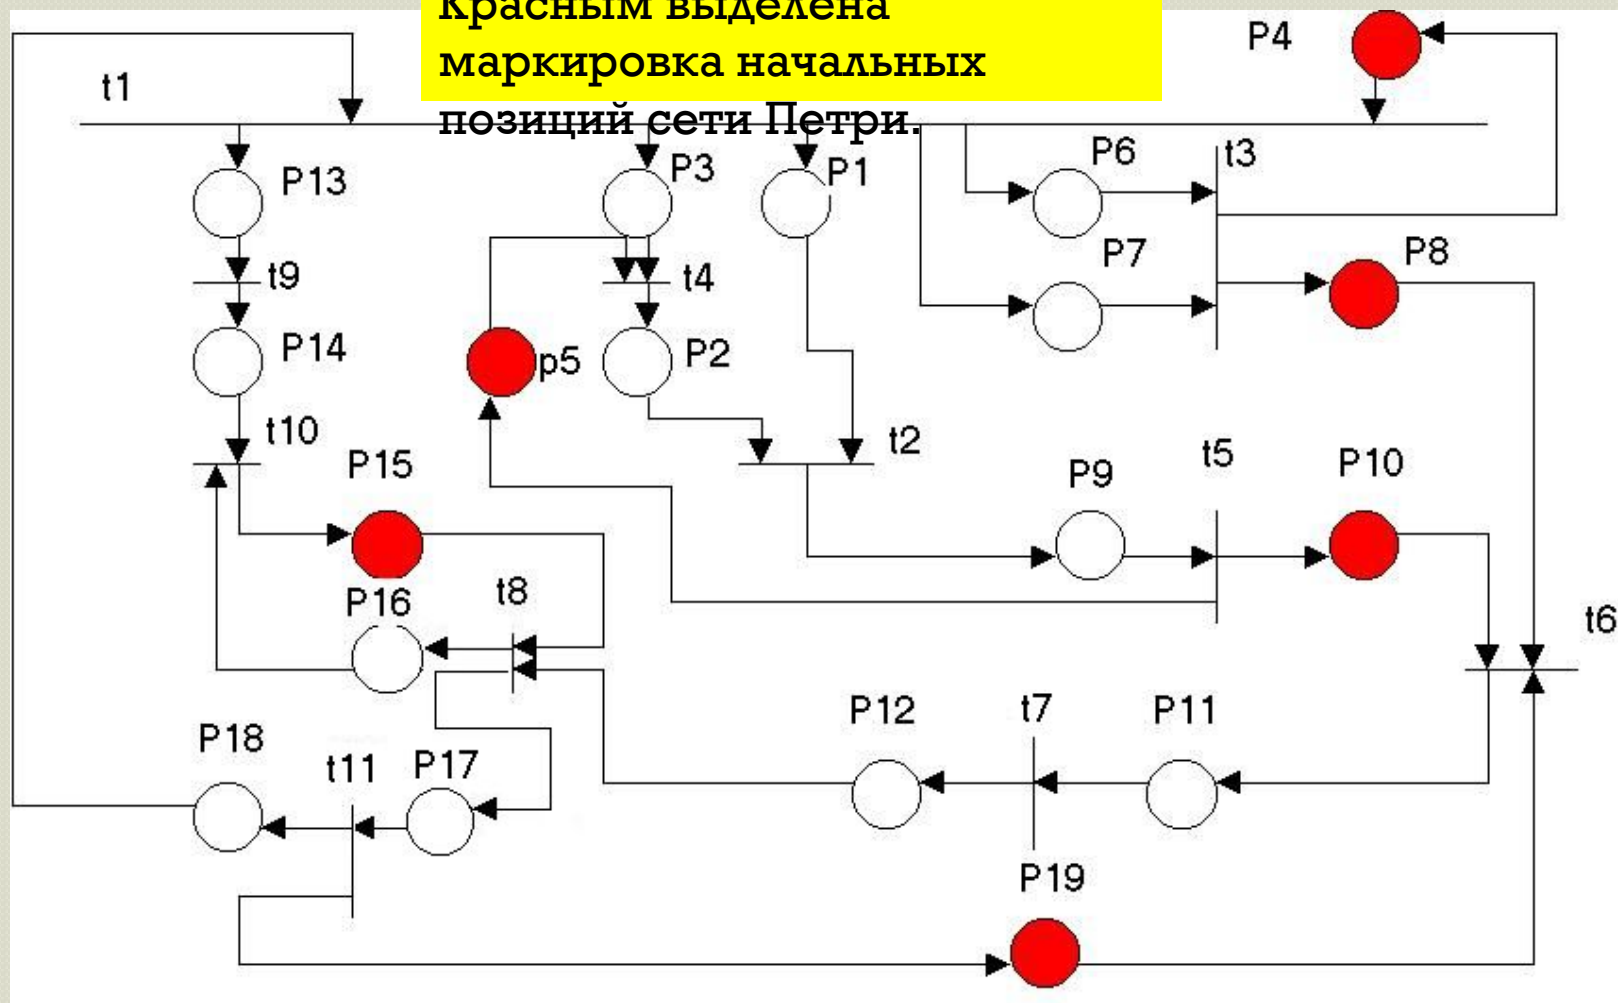 Красным выделена
маркировка начальных
позиций сети Петри.
P4
t1
P13
P3
P1
P6
t3
P7
P8
t9
t4
P14
p5
P2
t10
P15
t2
P9
t5
P10
P16
t8
t6
P18
t11
P17
P12
t7
P11
P19